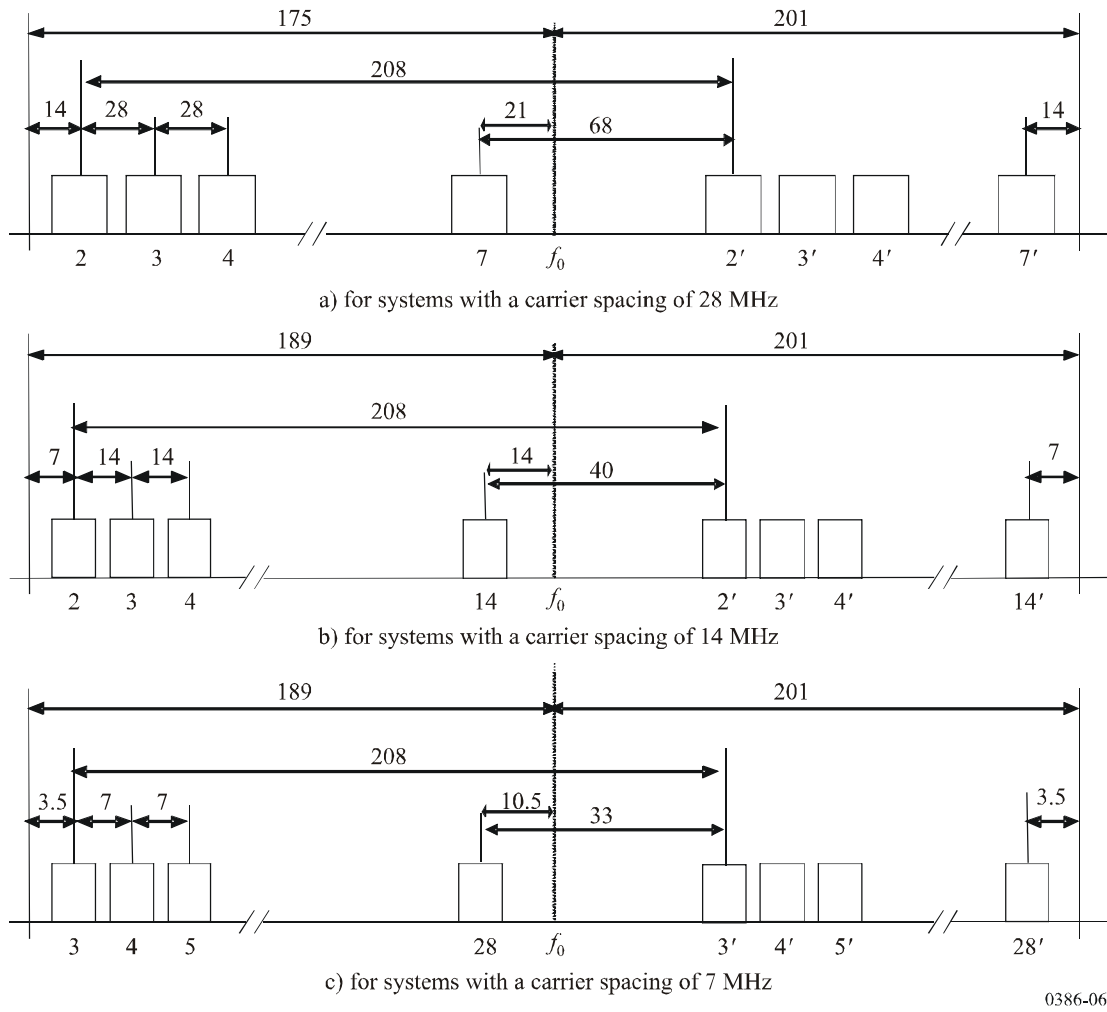 175 201
208
14 28 28 21 68 14
2 3 4 7 f0 2′ 3′ 4′ 7′
a) for systems with a carrier spacing of 28 MHz
189 201
208
7 14 14 14 40 7
2 3 4 14 f0 2′ 3′ 4′ 14′
b) for systems with a carrier spacing of 14 MHz
189 201
208
3.5 7 7 10.5 33 3.5
3 4 5 28 f0 3′ 4′ 5′ 28′
c) for systems with a carrier spacing of 7 MHz
0386-06